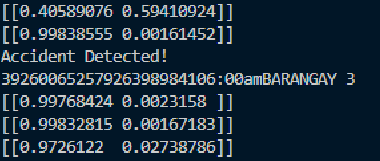 [[0.40589076 0.59410924]]
[[0.99838555 0.00161452]]
Accident Detected!
39260065257926398984106:00amBARANGAY 3
[[0.99768424 0.0023158 ]]
[[0.99832815 0.00167183]]
[[0.9726122  0.02738786]]